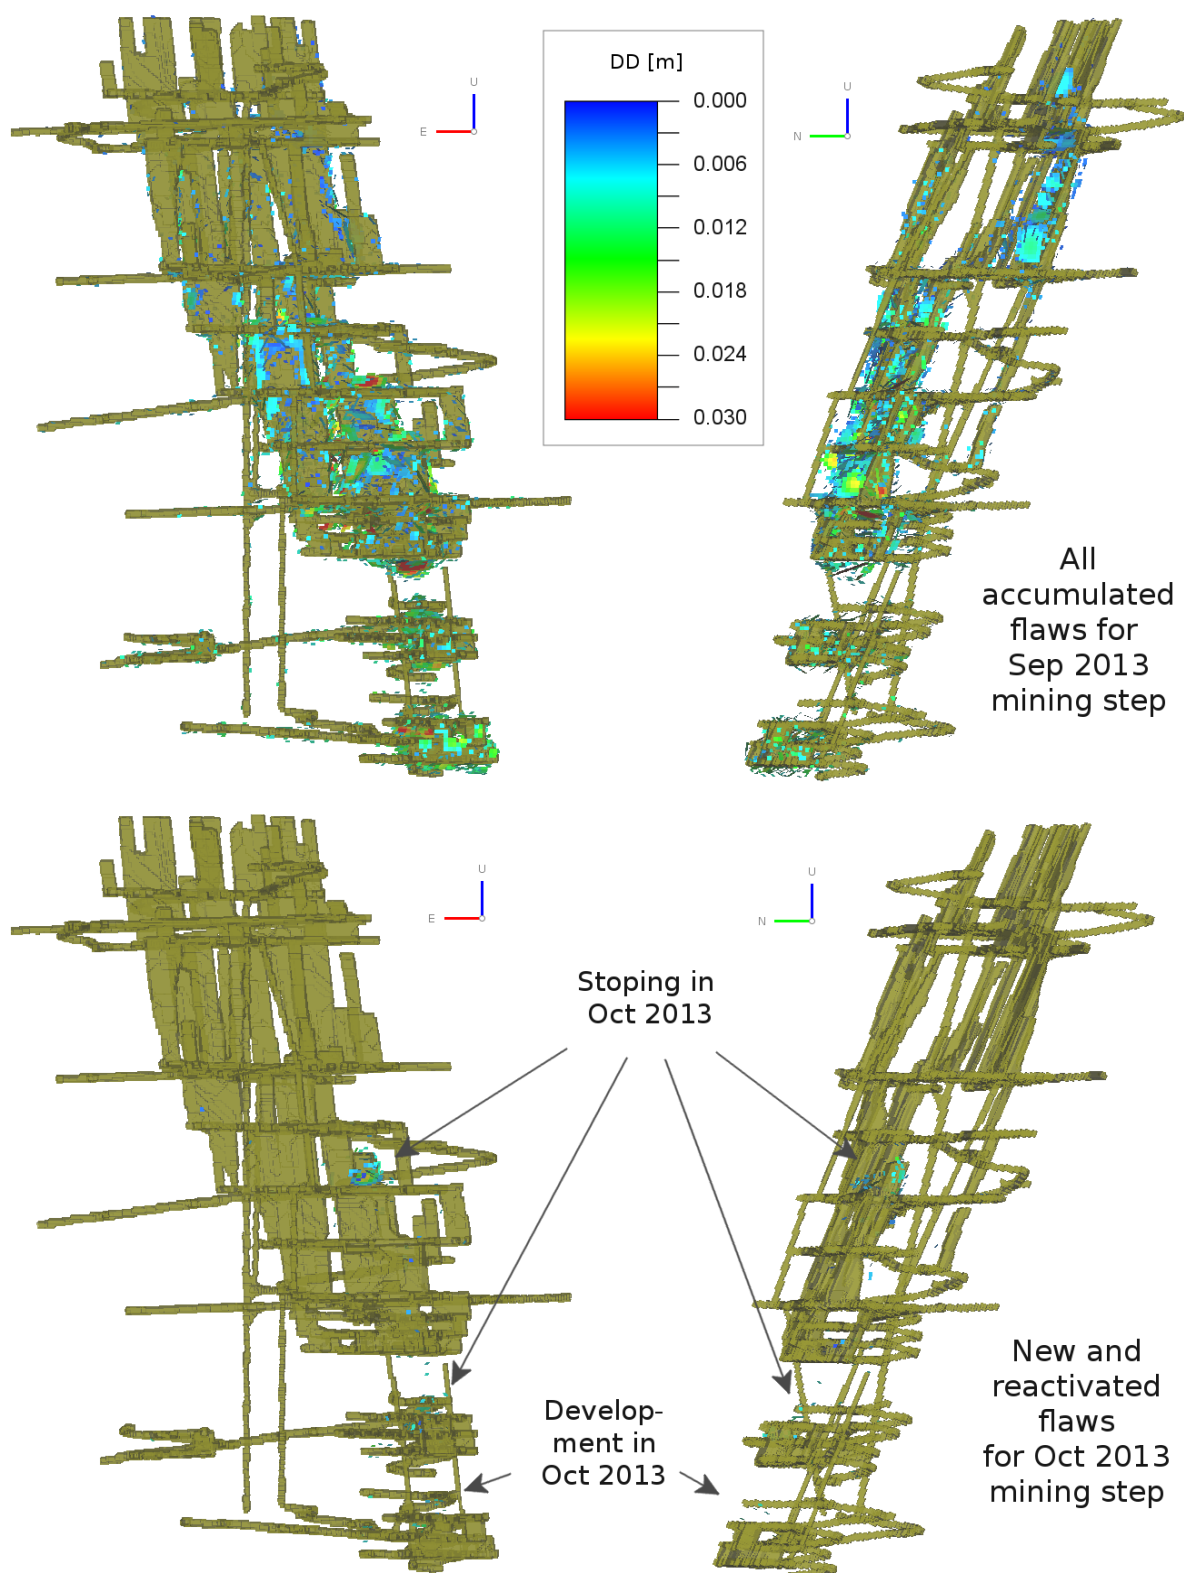 DD [m]
0.000
0.006
0.012
0.018
0.024
0.030
U
E
U
N
All
accumulated
flaws for
Sep 2013
mining step
U
E
U
N
Stoping in
Oct 2013
Develop-
ment in
Oct 2013
New and
reactivated
flaws
for Oct 2013
mining step